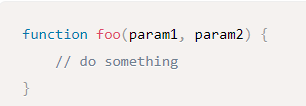 function foo(param1, param2) {
    // do something
}